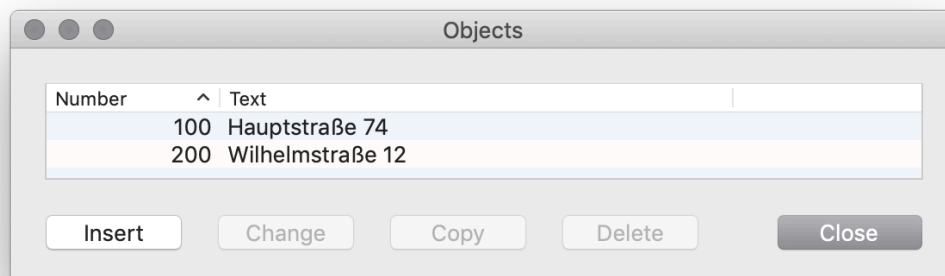 Objects
Number Text
100 Hauptstraße 74
200 Wilhelmstraße 12
Insert Change Copy Delete Close